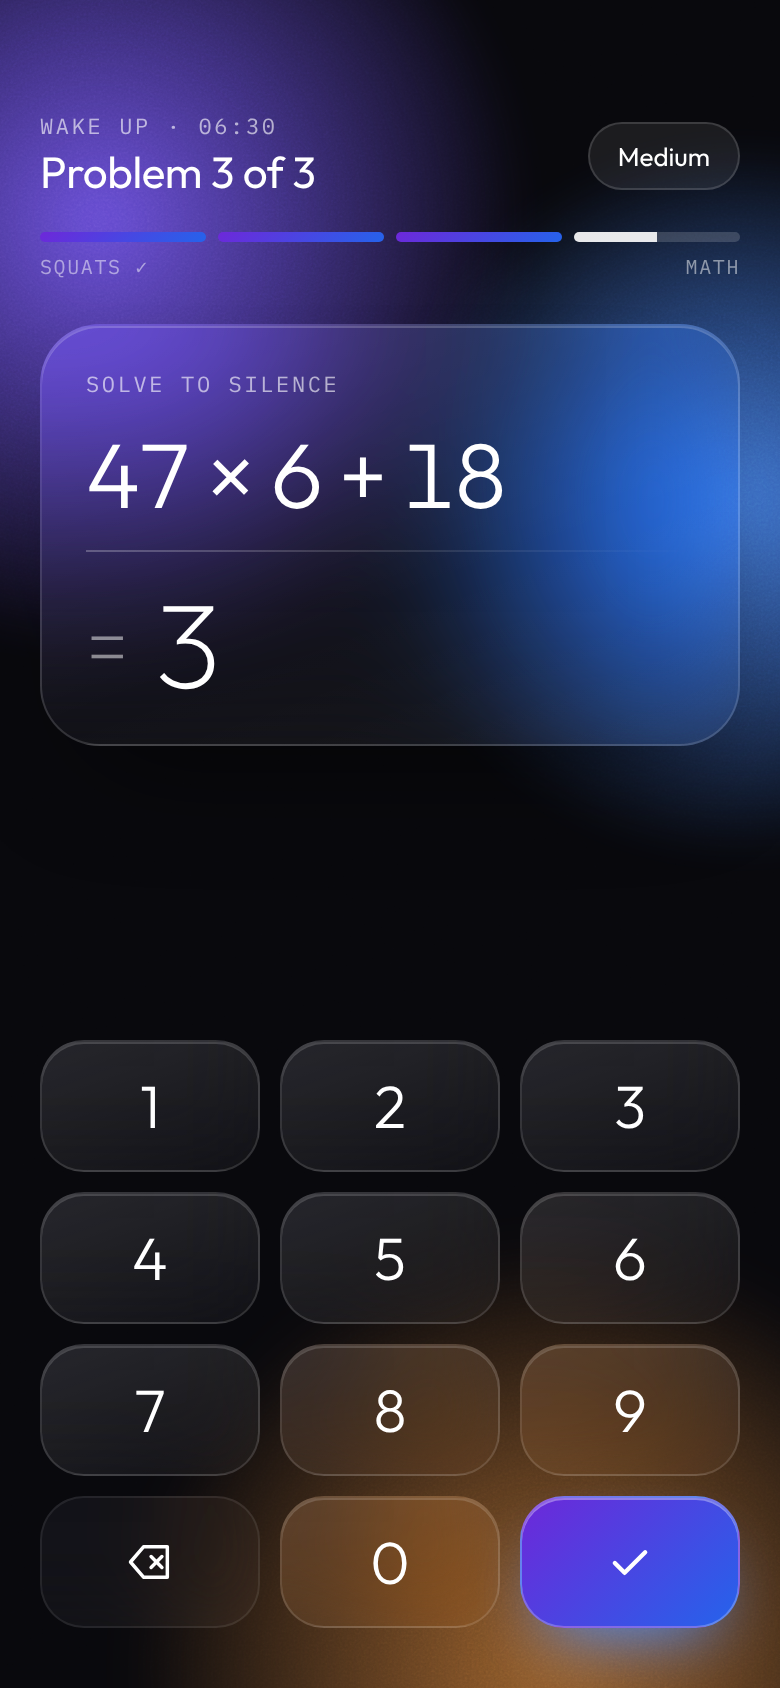 WAKE UP · 06:30
Problem 3 of 3
Medium
SQUATS ✓
MATH
SOLVE TO SILENCE
47 × 6 + 18
= 3
1 2 3
4 5 6
7 8 9
0